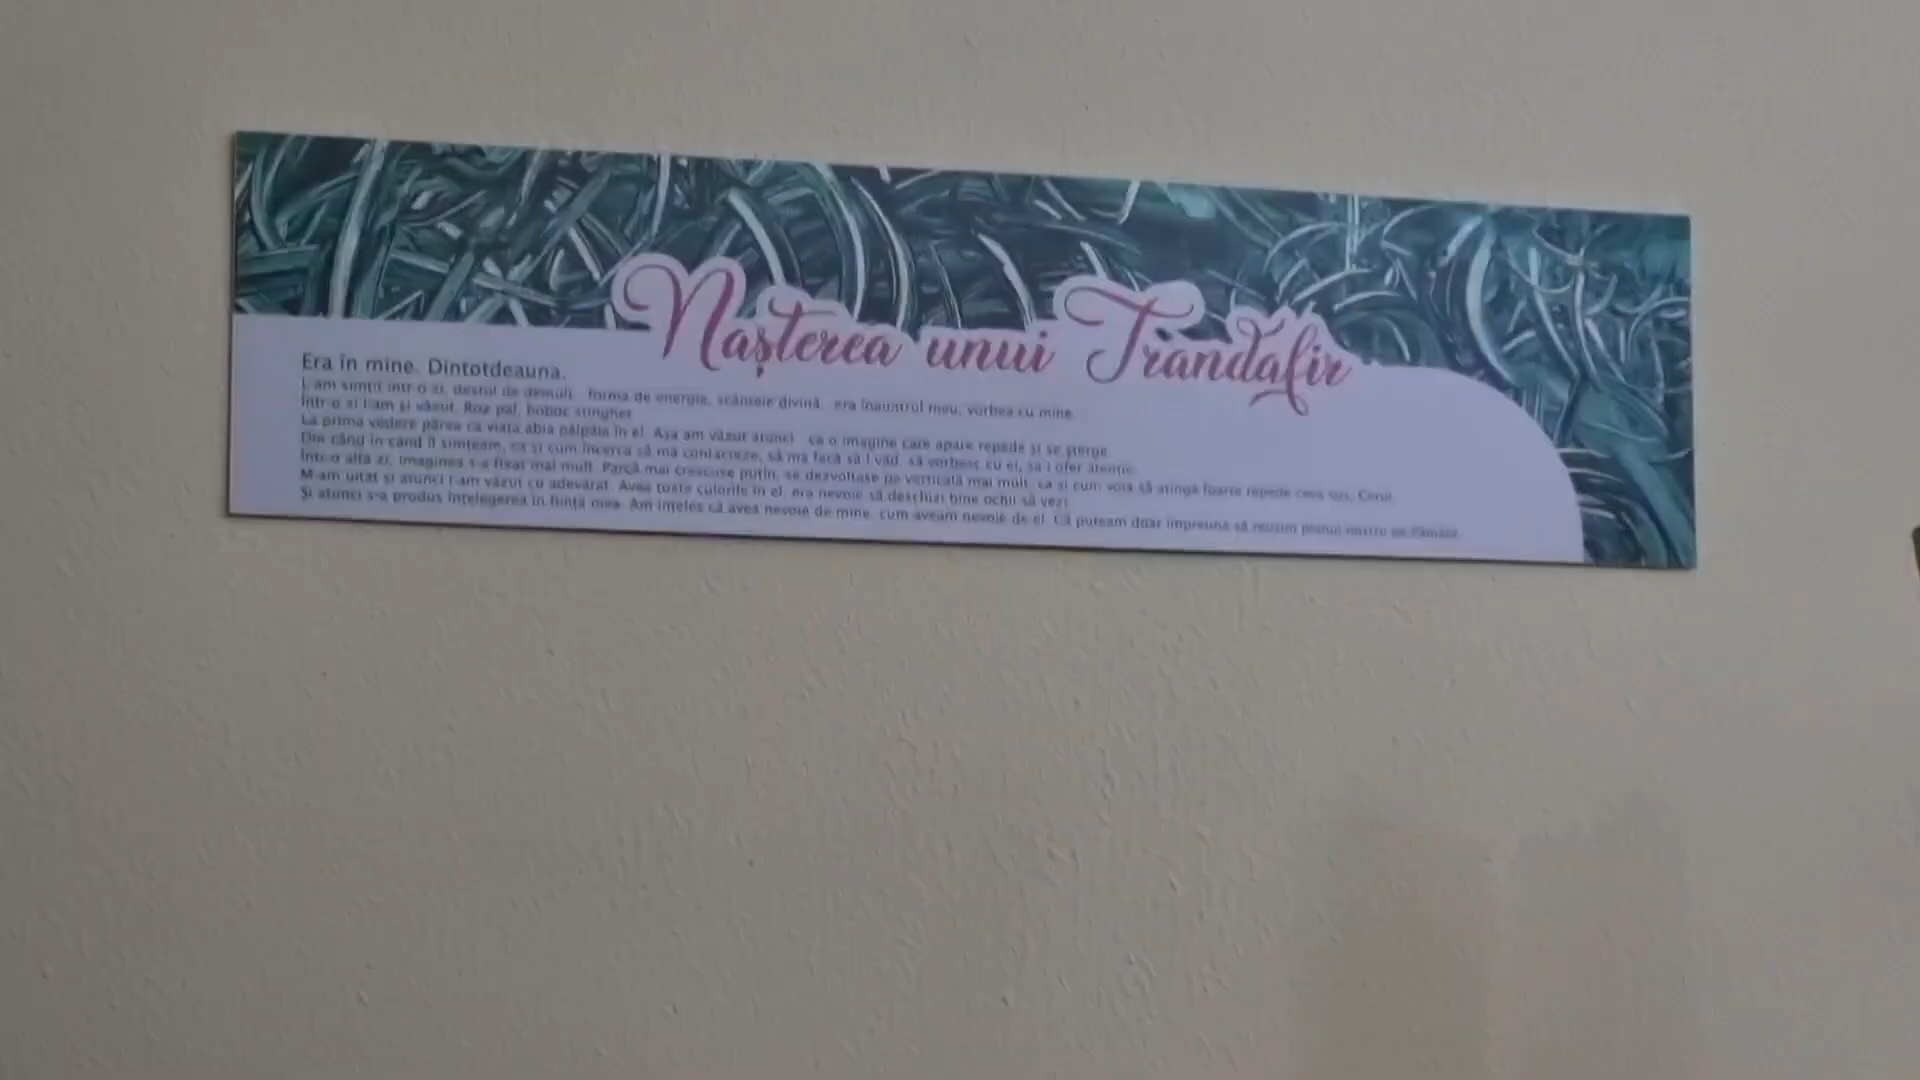 Nașterea unui Trandafir
Era în mine. Dintotdeauna.
L-am simțit într-o zi, destul de demult, formă de energie, scânteie divină, era înăuntrul meu, vorbea cu mine.
Într-o zi l-am și văzut. Roz pal, boboc stingher.
La prima vedere părea că viața abia pâlpâia în el. Așa am văzut atunci, ca o imagine care apare repede și se șterge.
Din când în când îl simțeam, ca și cum încerca să mă contacteze, să mă facă să-l văd, să vorbesc cu el, să-i ofer atenție.
Într-o altă zi, imaginea s-a fixat mai mult. Parcă mai crescuse puțin, se dezvoltase pe verticală mai mult, ca și cum voia să atingă foarte repede ceva sus, Cerul.
M-am uitat și atunci l-am văzut cu adevărat. Avea toate culorile în el, era nevoie să deschizi bine ochii să vezi.
Și atunci s-a produs înțelegerea în ființa mea. Am înțeles că avea nevoie de mine, cum aveam nevoie de el. Că puteam doar împreună să reușim planul nostru pe Pământ.